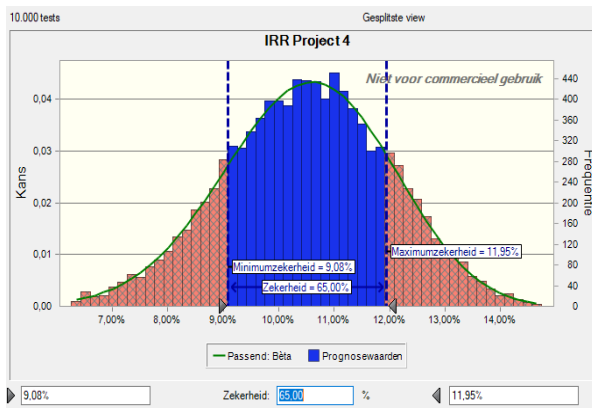 10.000 tests
Gesplitste view
IRR Project 4
Niet voor commercieel gebruik
Kans
0,04
0,03
0,02
0,01
0,00
Frequentie
440
400
360
320
280
240
200
160
120
80
40
0
Maximumzekerheid = 11,95%
Minimumzekerheid = 9,08%
Zekerheid = 65,00%
7,00%
8,00%
9,00%
10,00%
11,00%
12,00%
13,00%
14,00%
Passend: Bèta
Prognosewaarden
9,08%
Zekerheid: 65,00 %
11,95%